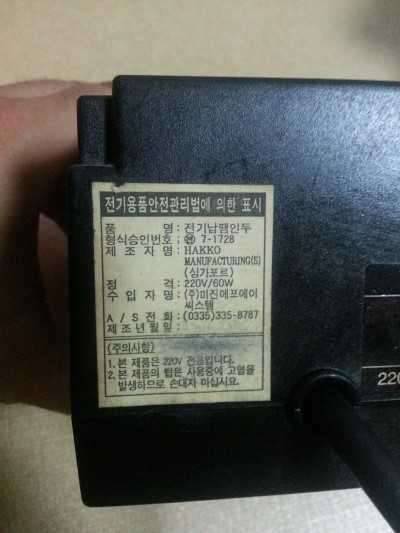 전기용품안전관리법에 의한 표시
품 명 : 전기납땜인두
형식승인번호 : 7-1728
제 조 자 명 : HAKKO
MANUFACTURING(S)
(싱가포르)
정 격 : 220V/60W
수 입 자 명 : (주)미진에프에이
씨스템
A / S 전 화 : (0335)335-8787
제 조 년 월 일 :
(주의사항)
1. 본 제품은 220V 전용입니다.
2. 본 제품의 팁은 사용중에 고열을
발생하므로 손대지 마십시요.
220